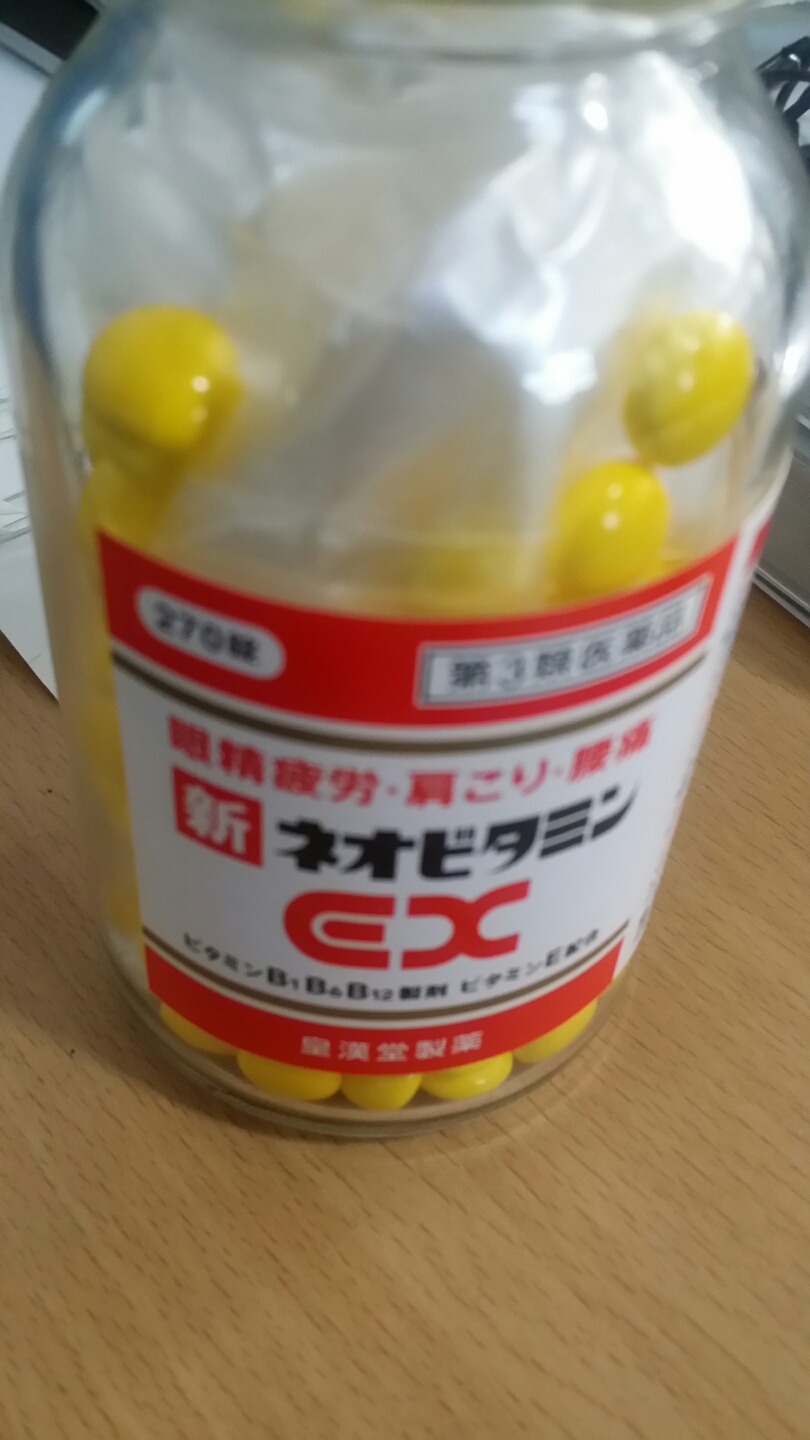 270錠
第3類医薬品
眼精疲労・肩こり・腰痛
新 ネオビタミン
EX
ビタミンB1B6B12製剤 ビタミンE配合
皇漢堂製薬